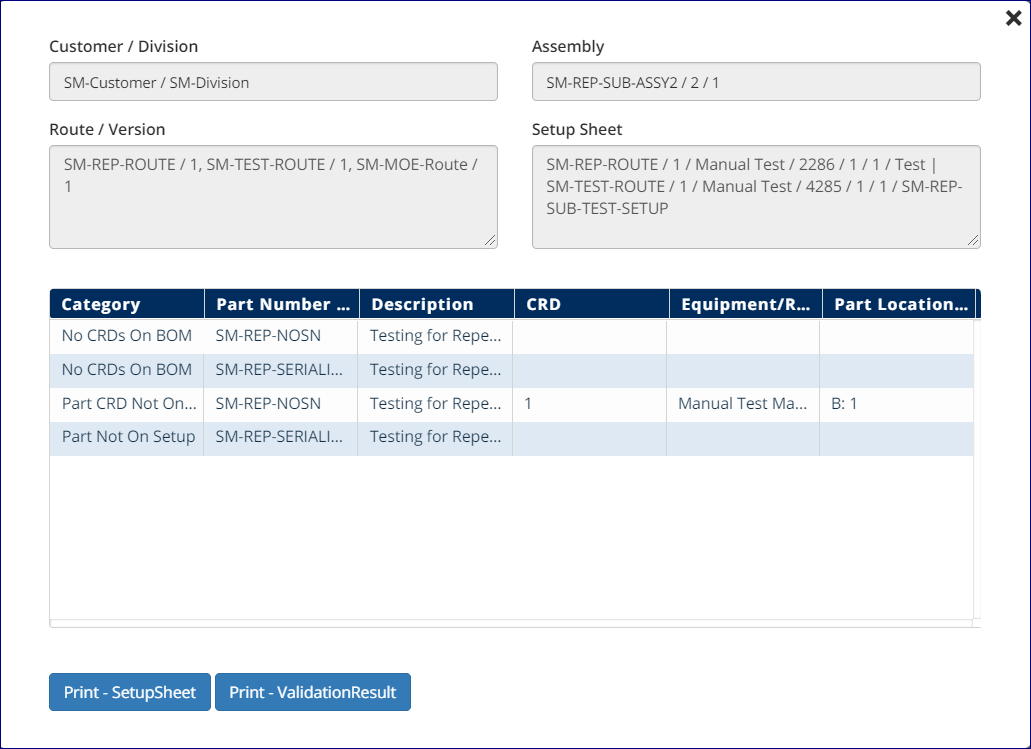 Customer / Division
Assembly
SM-Customer / SM-Division
SM-REP-SUB-ASSY2 / 2 / 1
Route / Version
Setup Sheet
SM-REP-ROUTE / 1, SM-TEST-ROUTE / 1, SM-MOE-Route /
1
SM-REP-ROUTE / 1 / Manual Test / 2286 / 1 / 1 / Test |
SM-TEST-ROUTE / 1 / Manual Test / 4285 / 1 / 1 / SM-REP-
SUB-TEST-SETUP
Category Part Number ... Description CRD Equipment/R... Part Location...
No CRDs On BOM SM-REP-NOSN Testing for Repe...
No CRDs On BOM SM-REP-SERIALI... Testing for Repe...
Part CRD Not On... SM-REP-NOSN Testing for Repe... 1 Manual Test Ma... B: 1
Part Not On Setup SM-REP-SERIALI... Testing for Repe...
Print - SetupSheet Print - ValidationResult